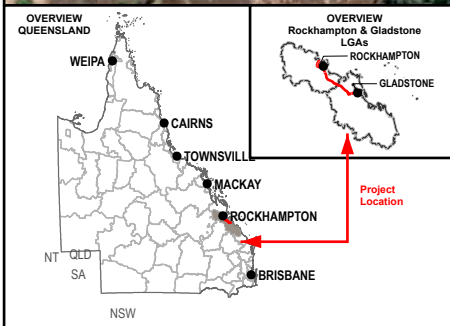 OVERVIEW
QUEENSLAND
WEIPA
CAIRNS
TOWNSVILLE
MACKAY
ROCKHAMPTON
BRISBANE
NT
QLD
SA
NSW
OVERVIEW
Rockhampton & Gladstone
LGAs
ROCKHAMPTON
GLADSTONE
Project
Location